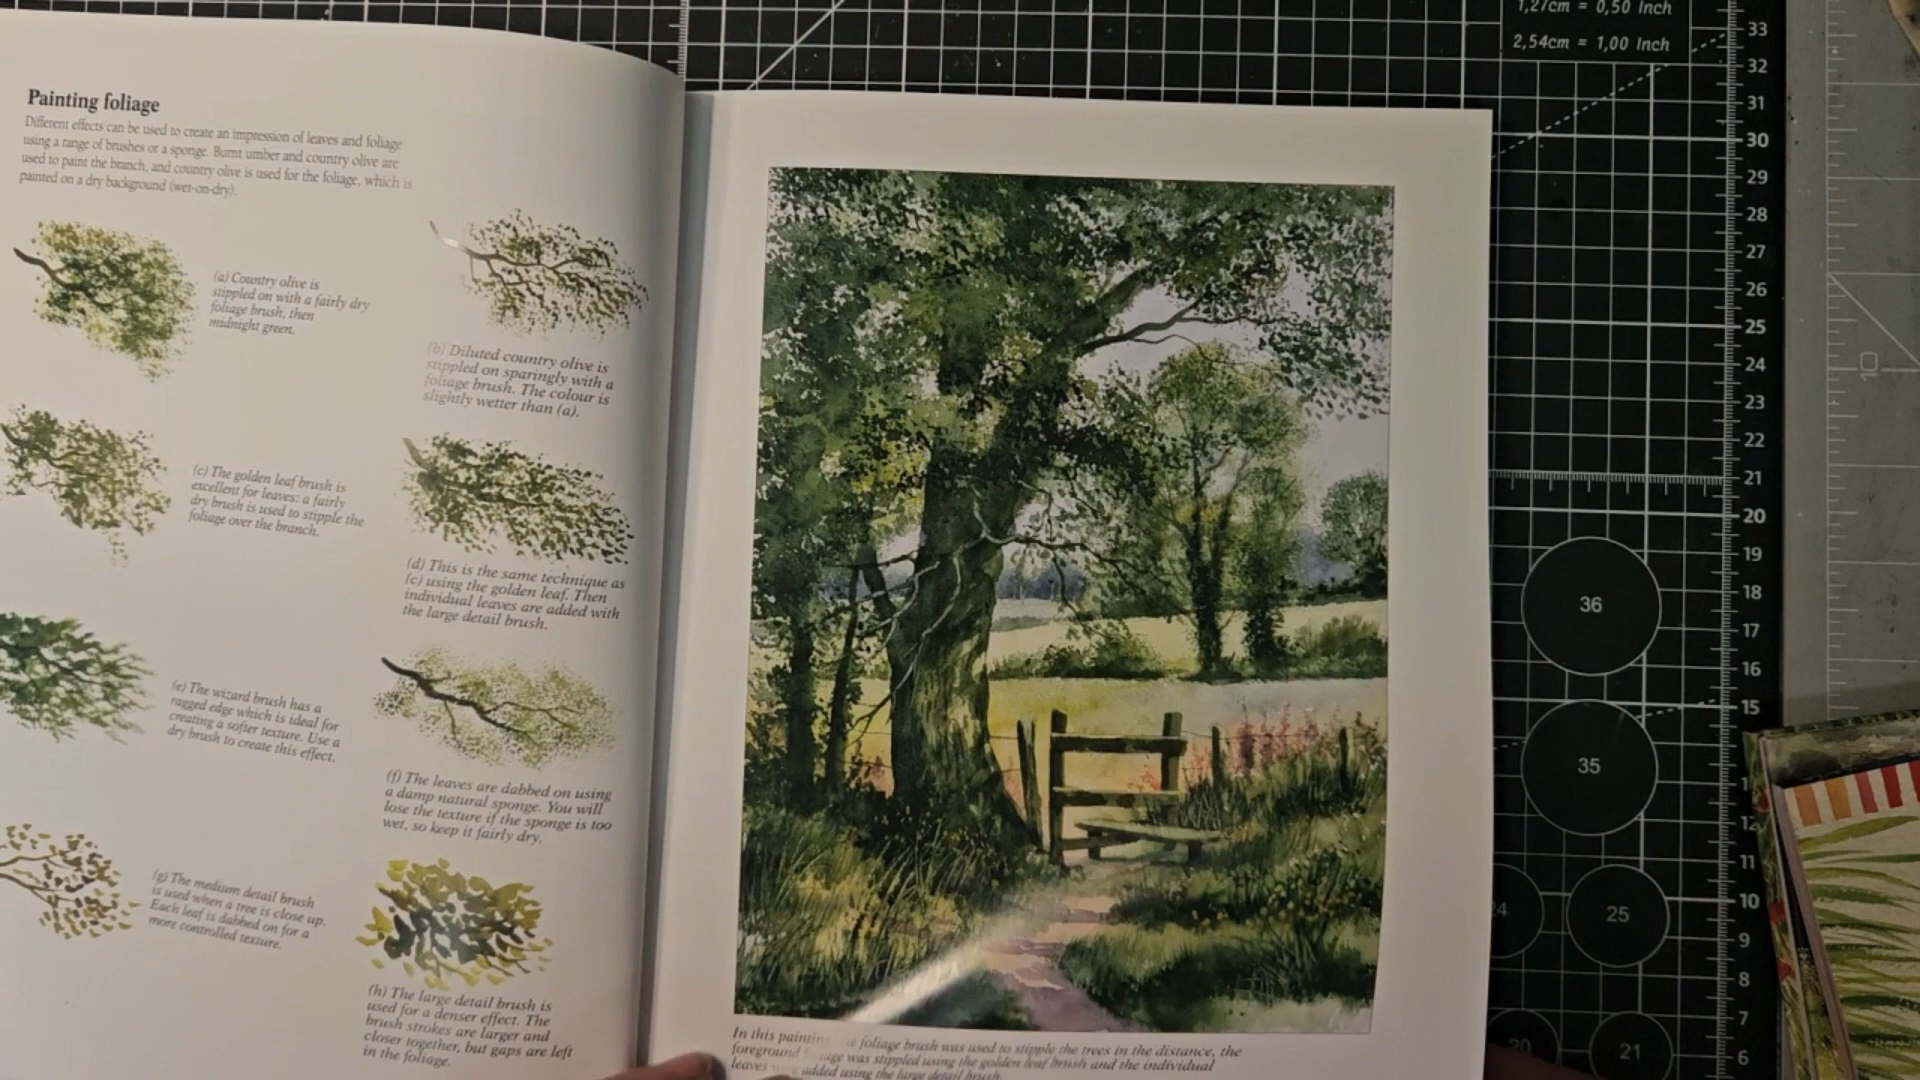 Painting foliage
Different effects can be used to create an impression of leaves and foliage
using a range of brushes or a sponge. Burnt umber and country olive are
used to paint the branch, and country olive is used for the foliage, which is
painted on a dry background (wet-on-dry).
(a) Country olive is
stippled on with a fairly dry
foliage brush, then
midnight green.
(b) Diluted country olive is
stippled on sparingly with a
foliage brush. The colour is
slightly wetter than (a).
(c) The golden leaf brush is
excellent for leaves: a fairly
dry brush is used to stipple the
foliage over the branch.
(d) This is the same technique as
(c) using the golden leaf. Then
individual leaves are added with
the large detail brush.
(e) The wizard brush has a
ragged edge which is ideal for
creating a softer texture. Use a
dry brush to create this effect.
(f) The leaves are dabbed on using
a damp natural sponge. You will
lose the texture if the sponge is too
wet, so keep it fairly dry.
(g) The medium detail brush
is used when a tree is close up.
Each leaf is dabbed on for a
more controlled texture.
(h) The large detail brush is
used for a denser effect. The
brush strokes are larger and
closer together, but gaps are left
in the foliage.
In this painting foliage brush was used to stipple the trees in the distance, the
foreground was stippled using the golden leaf brush and the individual
leaves added using the large detail brush.
1,27cm = 0,50 Inch
2,54cm = 1,00 Inch
33
32
31
30
29
28
27
26
25
24
23
22
21
20
19
18
17
16
15
12
11
10
9
8
7
6
36
35
24
25
20
21
10